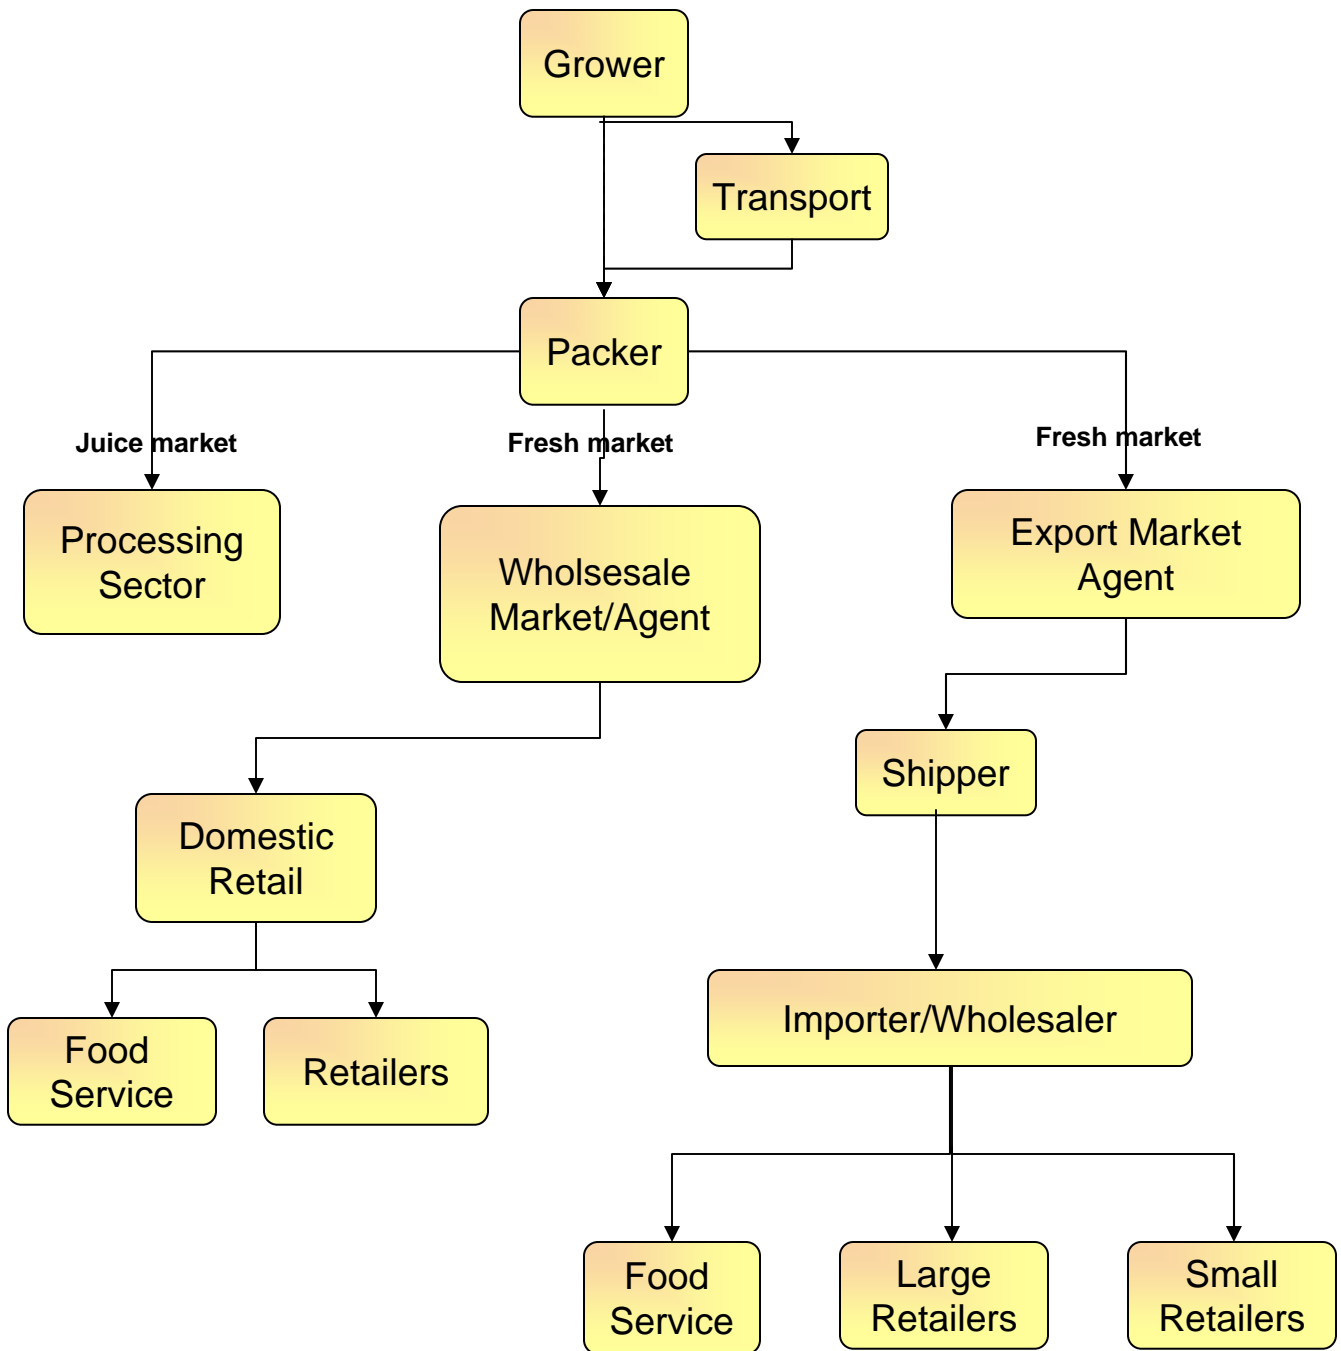 Grower
Transport
Packer
Juice market
Fresh market
Fresh market
Processing
Sector
Wholsesale
Market/Agent
Export Market
Agent
Shipper
Domestic
Retail
Importer/Wholesaler
Food
Service
Retailers
Food
Service
Large
Retailers
Small
Retailers